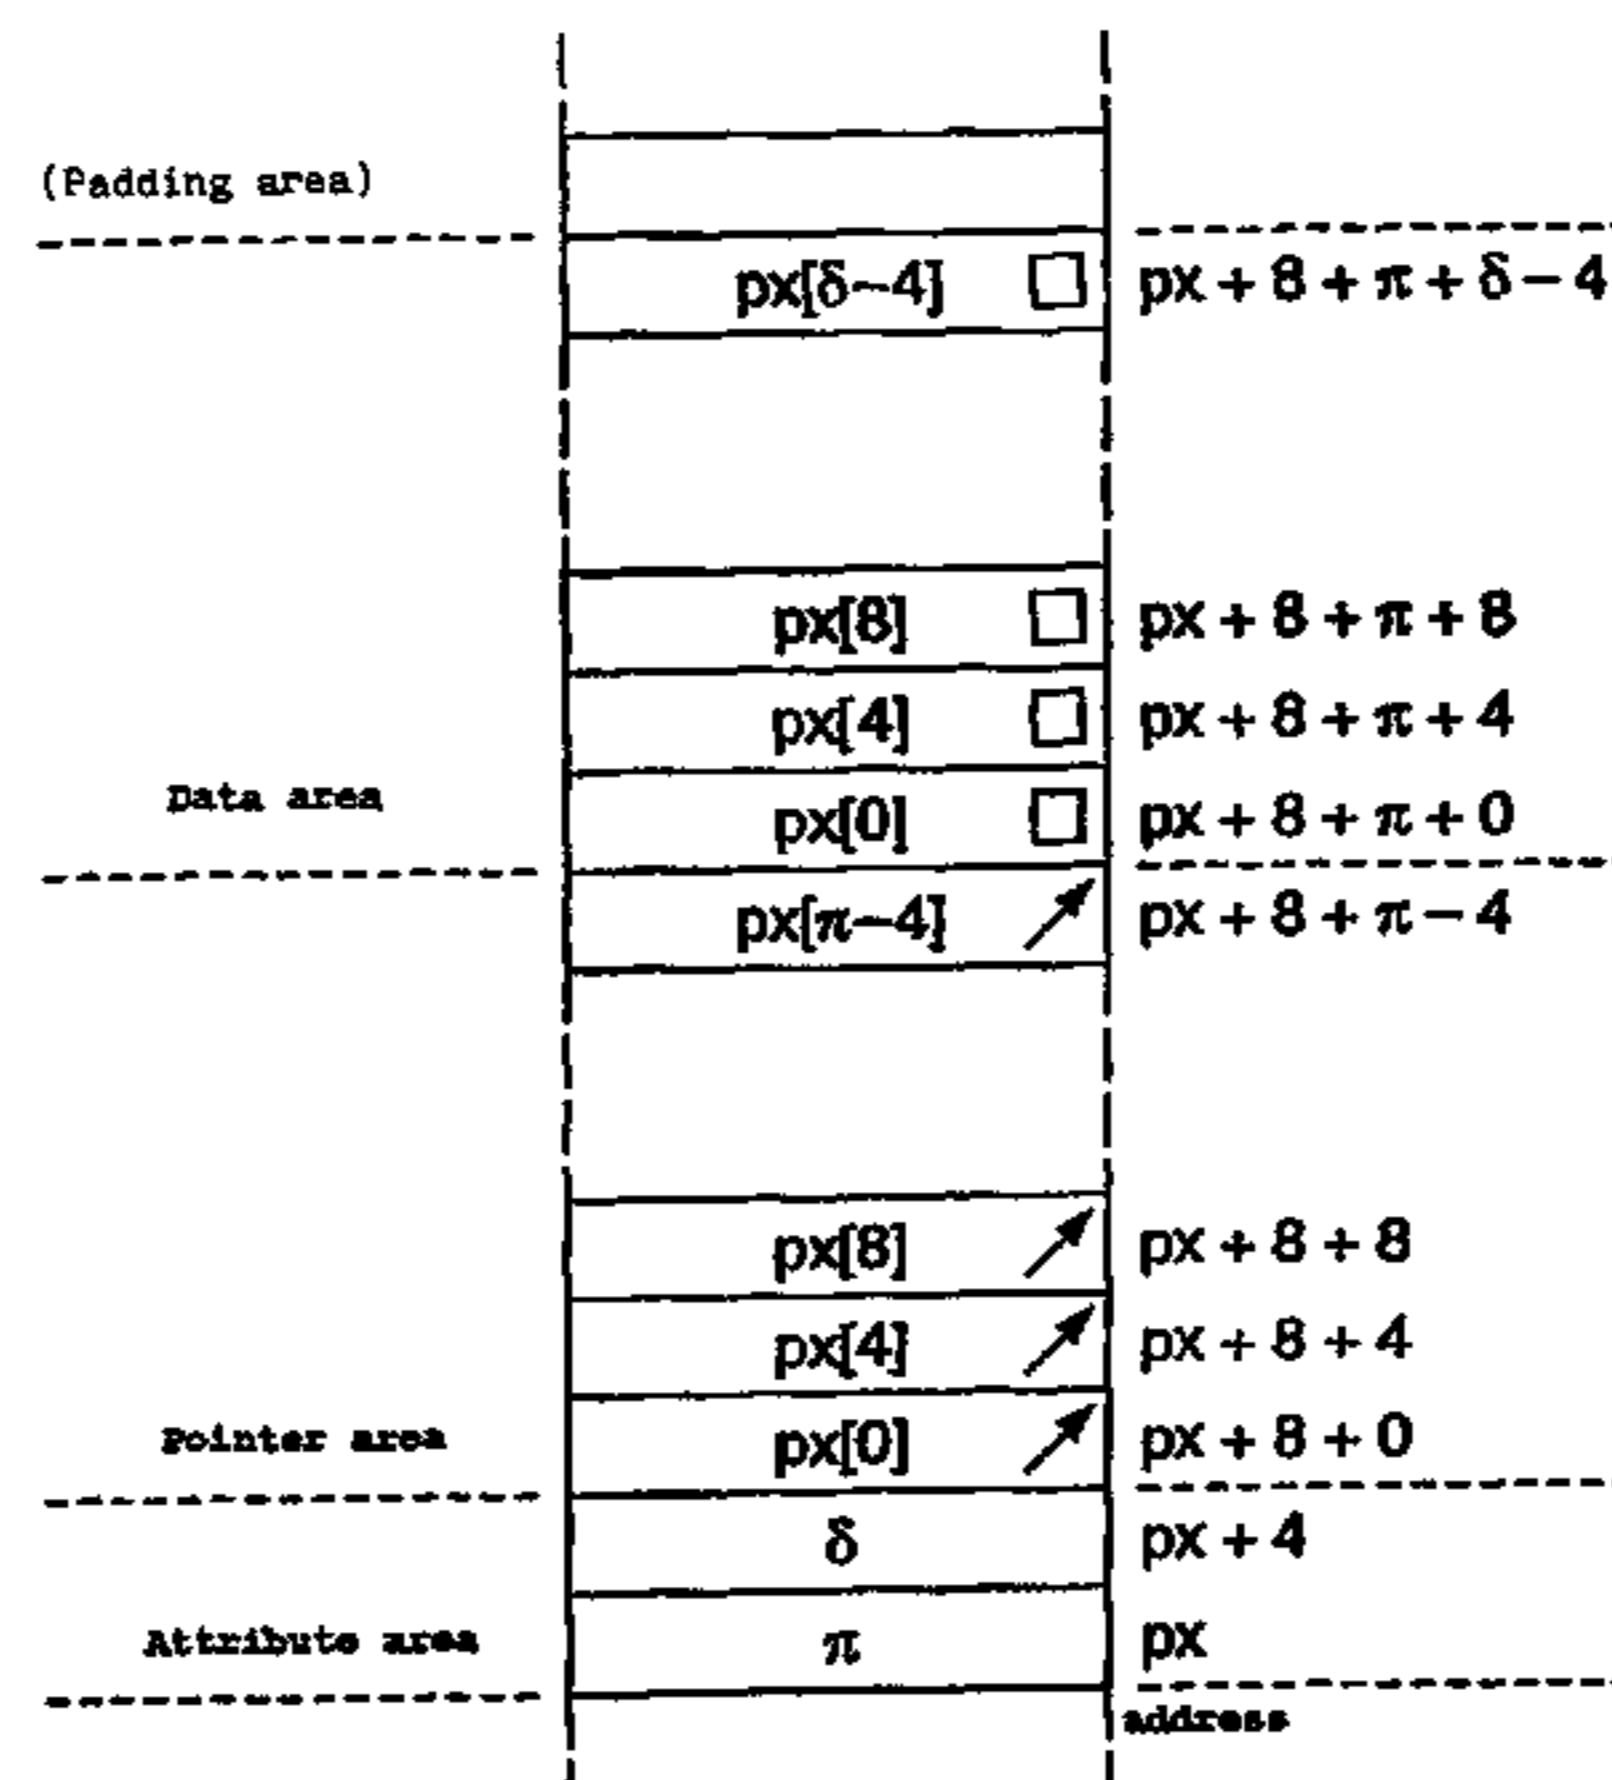 (Padding area)
px[δ−4] px + 8 + π + δ − 4
px[8] px + 8 + π + 8
px[4] px + 8 + π + 4
Data area px[0] px + 8 + π + 0
px[π−4] px + 8 + π − 4
px[8] px + 8 + 8
px[4] px + 8 + 4
Pointer area px[0] px + 8 + 0
δ px + 4
Attribute area π px
address